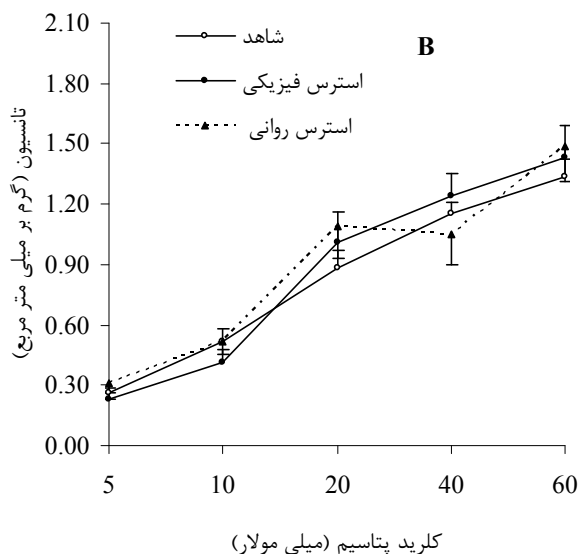 2.10
1.80
1.50
1.20
0.90
0.60
0.30
0.00
تانسیون (گرم بر میلی متر مربع)
شاهد
استرس فیزیکی
استرس روانی
B
5 10 20 40 60
کلرید پتاسیم (میلی مولار)